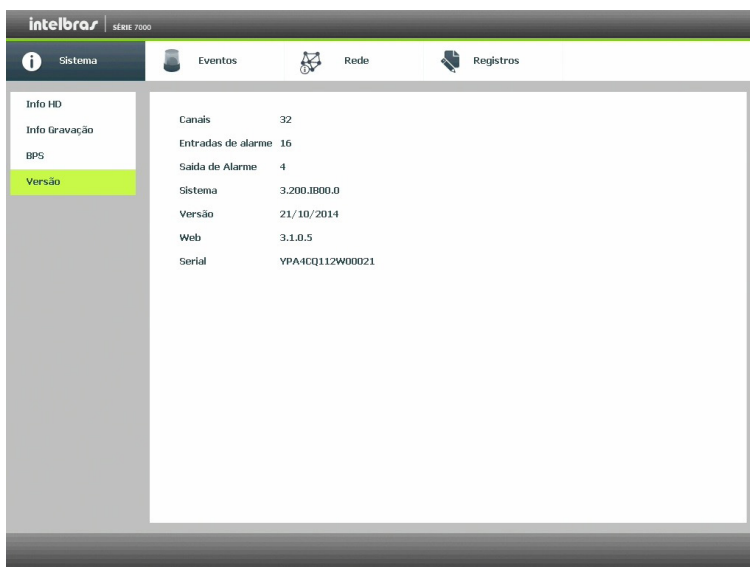 intelbras SÉRIE 7000
Sistema Eventos Rede Registros
Info HD
Info Gravação
BPS
Versão
Canais 32
Entradas de alarme 16
Saída de Alarme 4
Sistema 3.200.IB00.0
Versão 21/10/2014
Web 3.1.0.5
Serial YPA4CQ112W00021